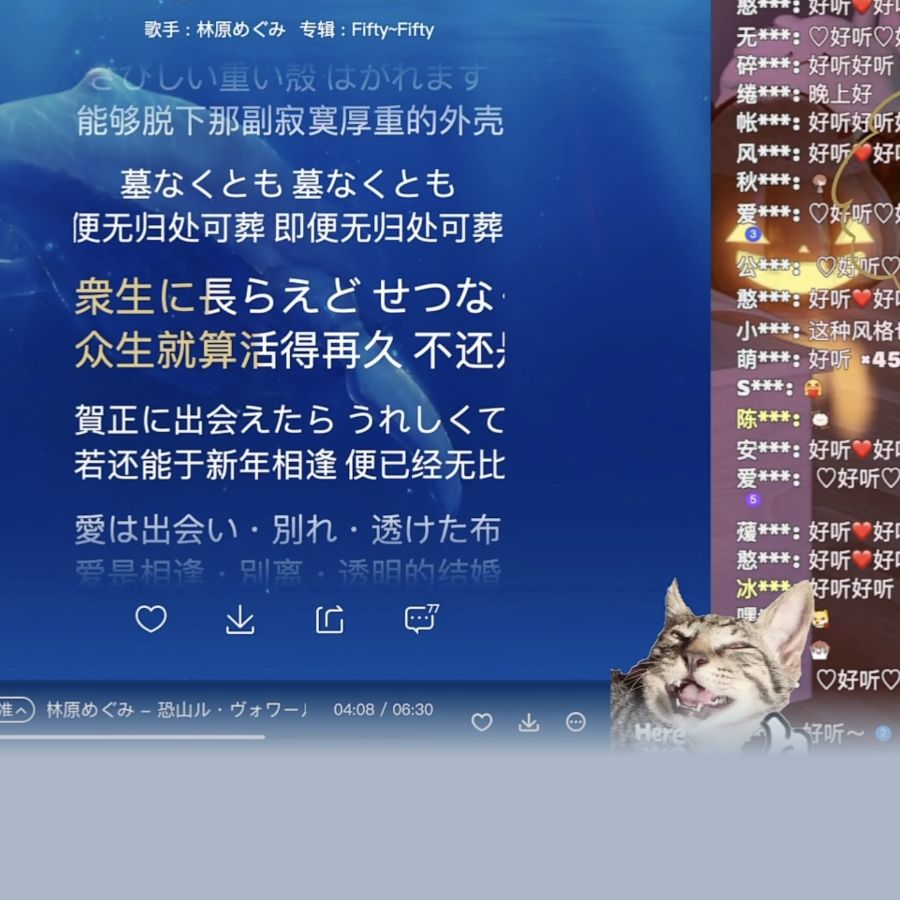 歌手：林原めぐみ 专辑：Fifty~Fifty
さびしい重い殻 はがれます
能够脱下那副寂寞厚重的外壳
墓なくとも 墓なくとも
便无归处可葬 即便无归处可葬
衆生に長らえど せつな
众生就算活得再久 不还
賀正に出会えたら うれしくて
若还能于新年相逢 便已经无比
愛は出会い・別れ・透けた布
爱是相逢・别离・透明的结婚
77
准 林原めぐみ – 恐山ル・ヴォワール 04:08 / 06:30
憨***：好听❤️好听
无***：♡好听♡
碎***：好听好听
绻***：晚上好
帐***：好听好听
风***：好听❤️好听
秋***：
爱***：♡好听♡
3
公***：♡好听♡
憨***：好听❤️好听
小***：这种风格
萌***：好听 ×45
S***：
陈***：
安***：好听❤️好听
爱***：♡好听♡
5
好听❤️好听
憨***：好听❤️好听
冰***：好听好听
嘿
♡好听♡
好听～ 2
Here